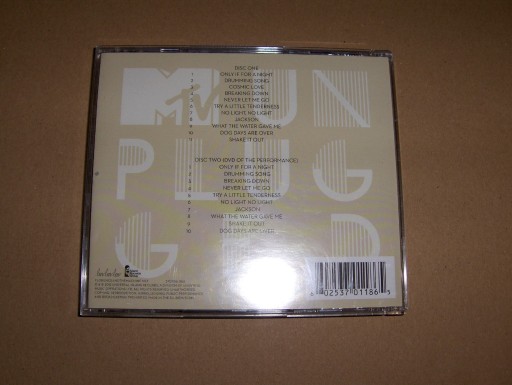 MTV UN
PLUG
G D
DISC ONE
1 ONLY IF FOR A NIGHT
2 DRUMMING SONG
3 COSMIC LOVE
4 BREAKING DOWN
5 NEVER LET ME GO
6 TRY A LITTLE TENDERNESS
7 NO LIGHT, NO LIGHT
8 JACKSON
9 WHAT THE WATER GAVE ME
10 DOG DAYS ARE OVER
11 SHAKE IT OUT
DISC TWO (DVD OF THE PERFORMANCE)
1 ONLY IF FOR A NIGHT
2 DRUMMING SONG
3 BREAKING DOWN
4 NEVER LET ME GO
5 TRY A LITTLE TENDERNESS
6 NO LIGHT NO LIGHT
7 JACKSON
8 WHAT THE WATER GAVE ME
9 SHAKE IT OUT
10 DOG DAYS ARE OVER
6 02537 01186 5